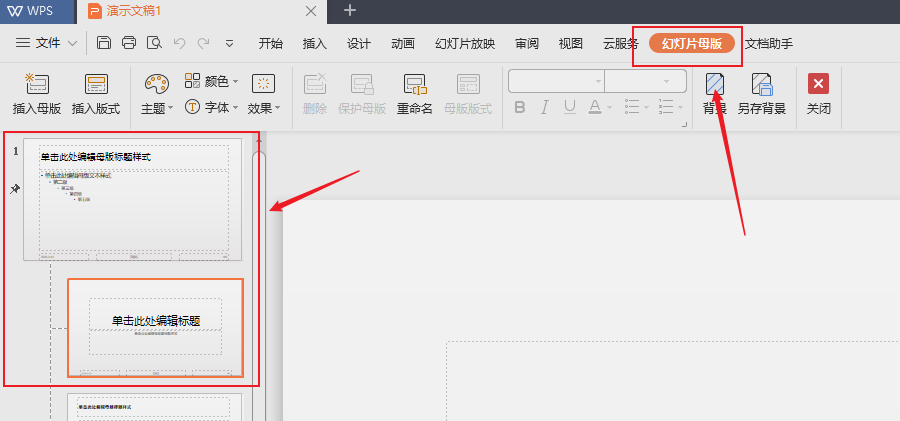 WPS 演示文稿1
文件 开始 插入 设计 动画 幻灯片放映 审阅 视图 云服务 幻灯片母版 文档助手
颜色
插入母版 插入版式 主题 字体 效果 删除 保护母版 重命名 母版版式 B I U A 背景 另存背景 关闭
1
单击此处编辑母版标题样式
单击此处编辑母版文本样式
第二级
第三级
第四级
第五级
单击此处编辑标题
单击此处编辑母版标题样式